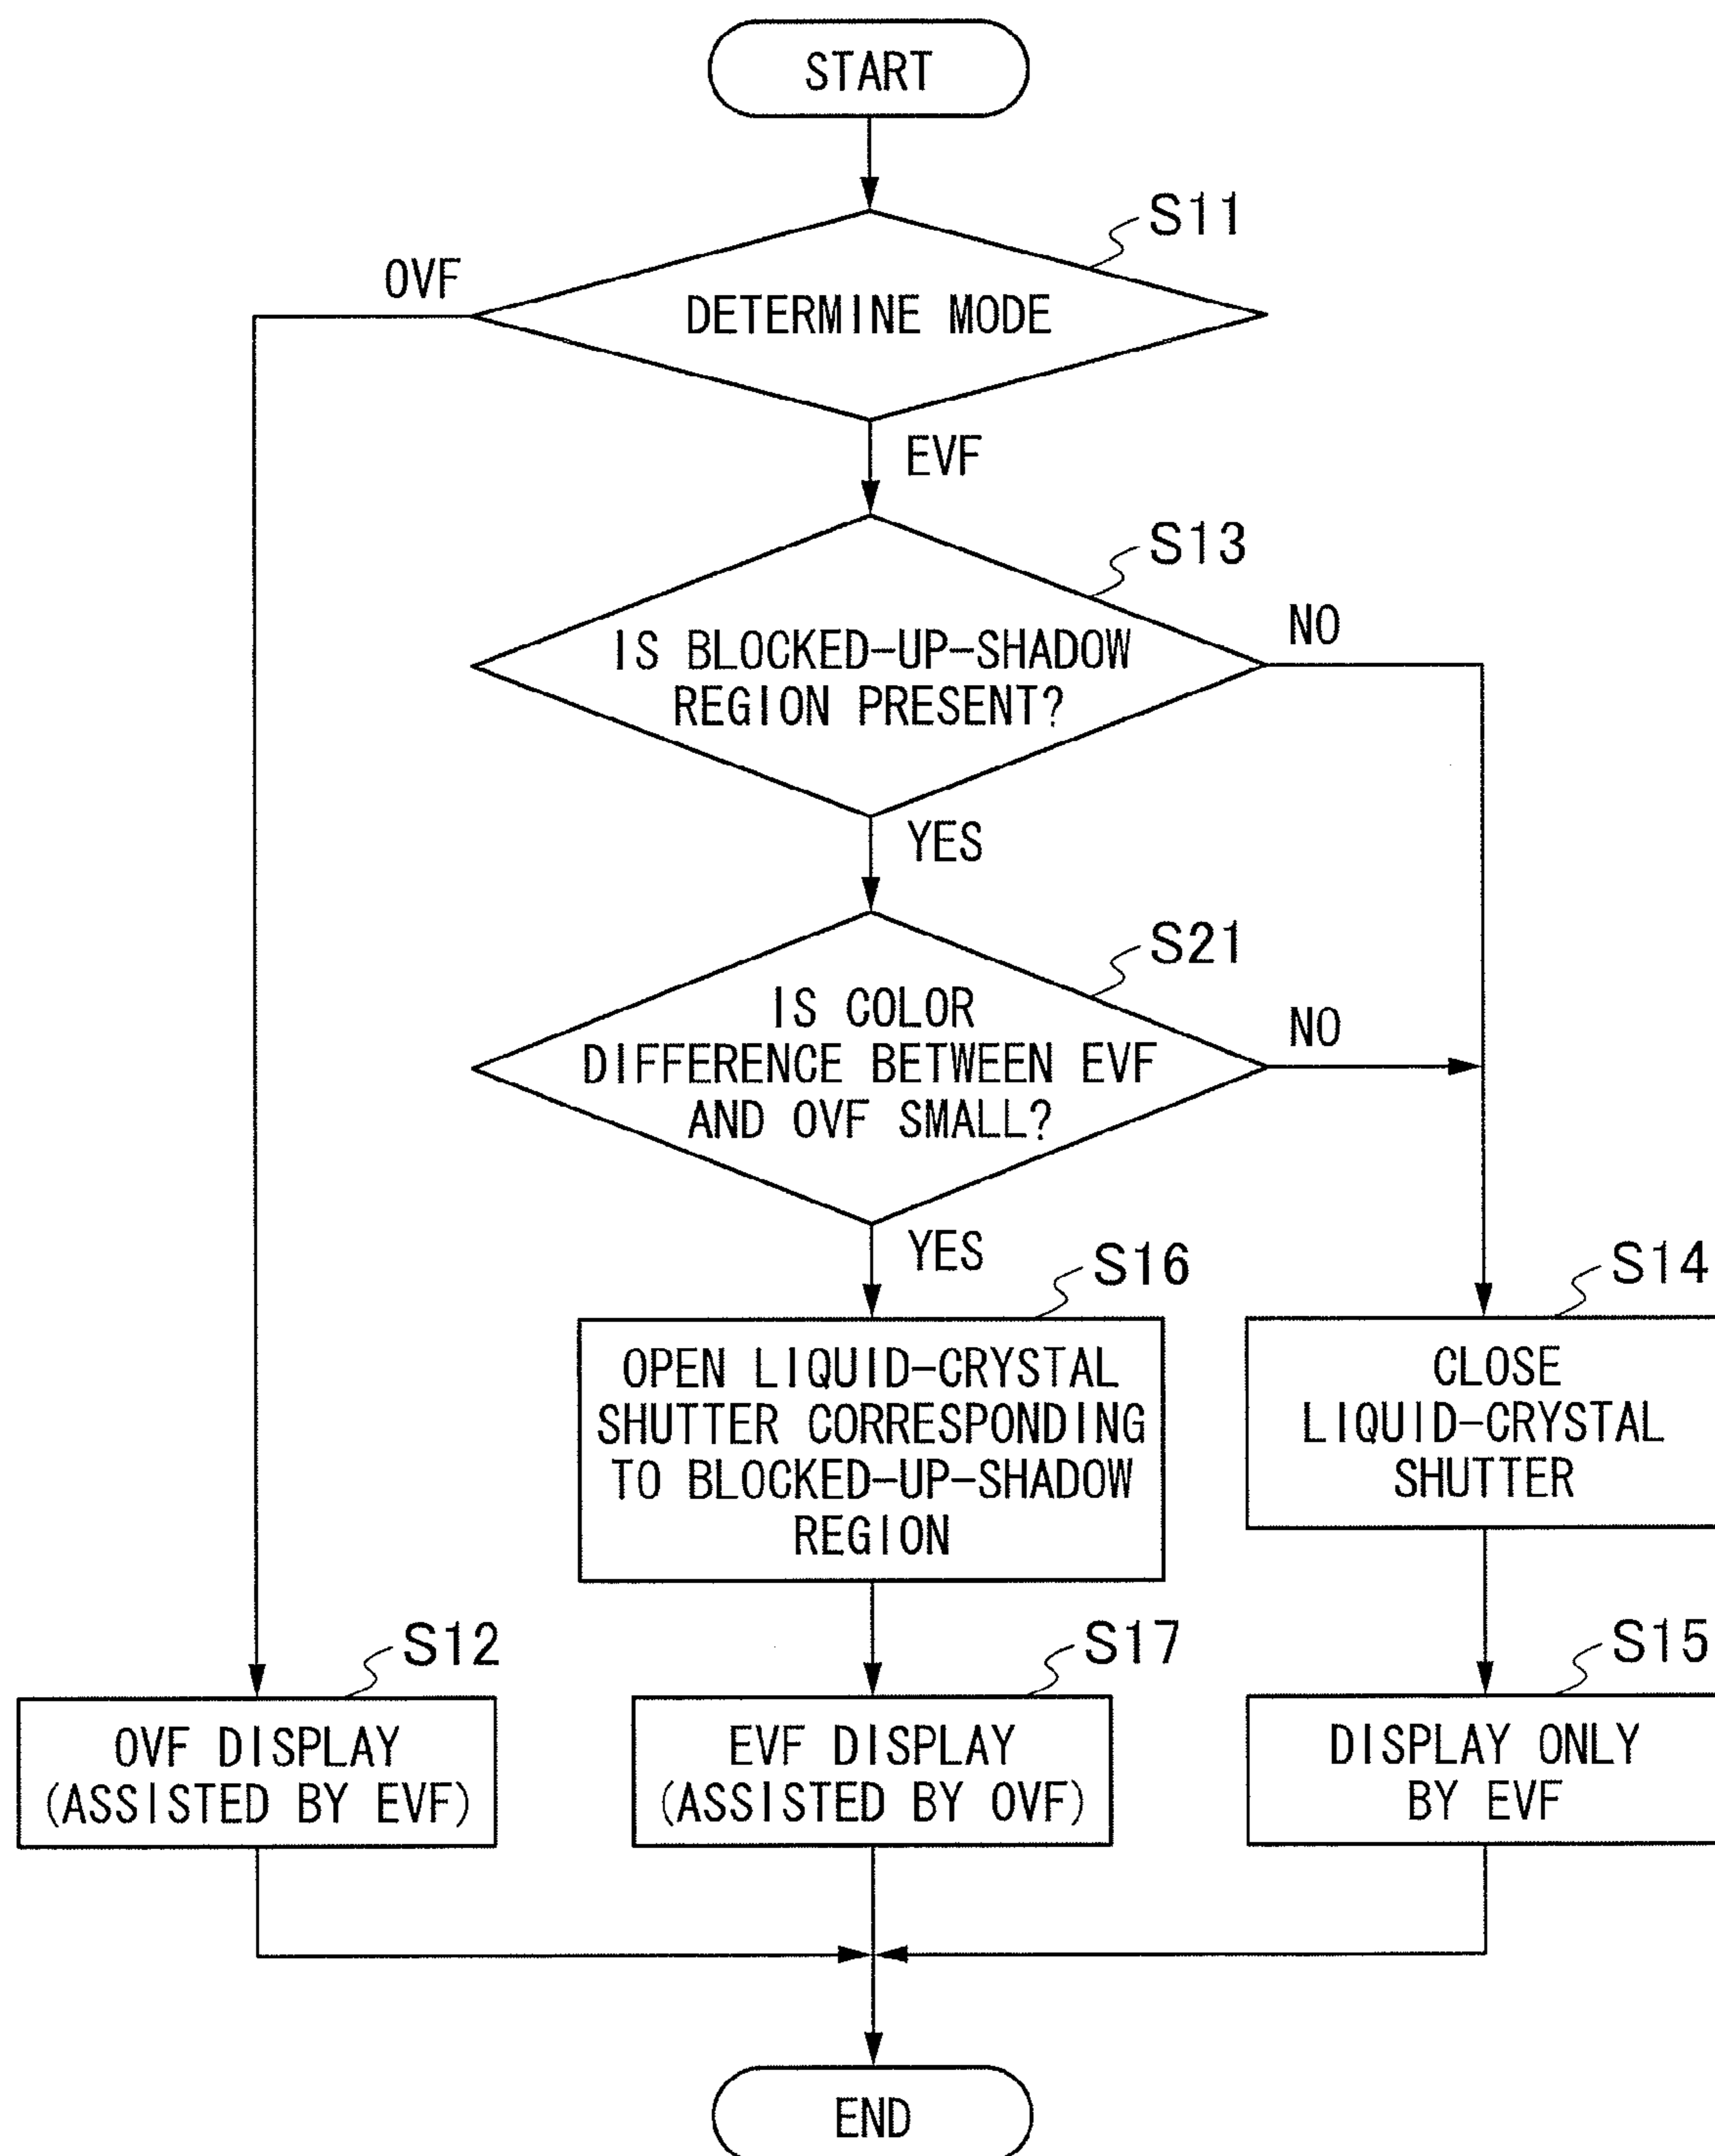 START
S11
OVF
DETERMINE MODE
EVF
S13
NO
IS BLOCKED-UP-SHADOW
REGION PRESENT?
YES
S21
IS COLOR
NO
DIFFERENCE BETWEEN EVF
AND OVF SMALL?
YES
S16
S14
OPEN LIQUID-CRYSTAL
SHUTTER CORRESPONDING
TO BLOCKED-UP-SHADOW
REGION
CLOSE
LIQUID-CRYSTAL
SHUTTER
S12
S17
S15
OVF DISPLAY
(ASSISTED BY EVF)
EVF DISPLAY
(ASSISTED BY OVF)
DISPLAY ONLY
BY EVF
END